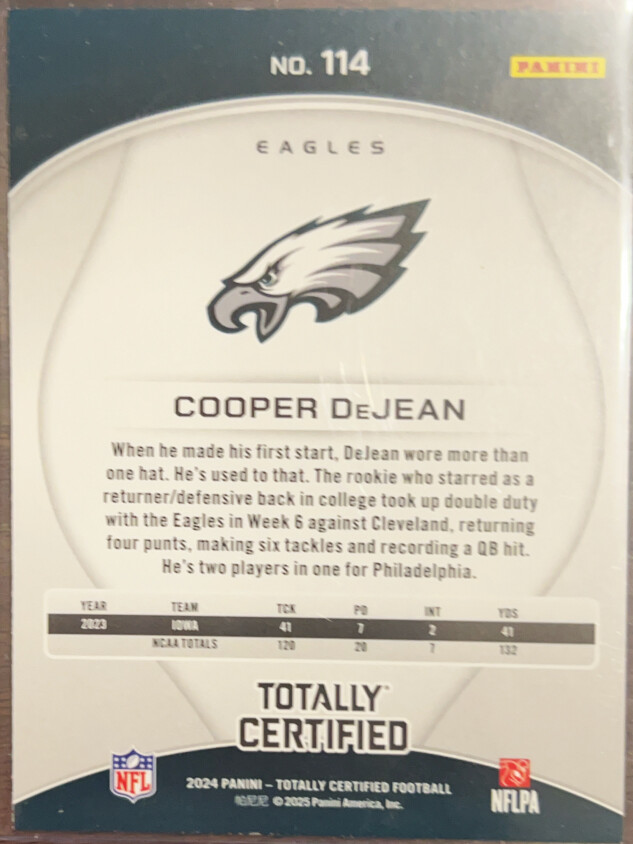 NO. 114
PANINI
EAGLES
COOPER DeJEAN
When he made his first start, DeJean wore more than
one hat. He's used to that. The rookie who starred as a
returner/defensive back in college took up double duty
with the Eagles in Week 6 against Cleveland, returning
four punts, making six tackles and recording a QB hit.
He's two players in one for Philadelphia.
YEAR TEAM TCK PD INT YDS
2023 IOWA 41 7 2 41
NCAA TOTALS 120 20 7 132
TOTALLY
CERTIFIED
NFL
2024 PANINI – TOTALLY CERTIFIED FOOTBALL
帕尼尼 © 2025 Panini America, Inc.
NFLPA